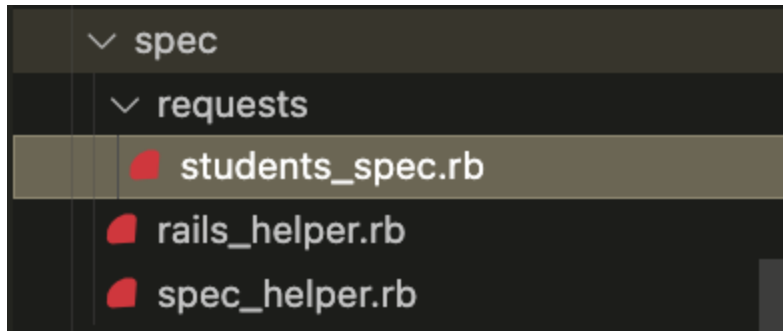 spec
requests
students_spec.rb
rails_helper.rb
spec_helper.rb